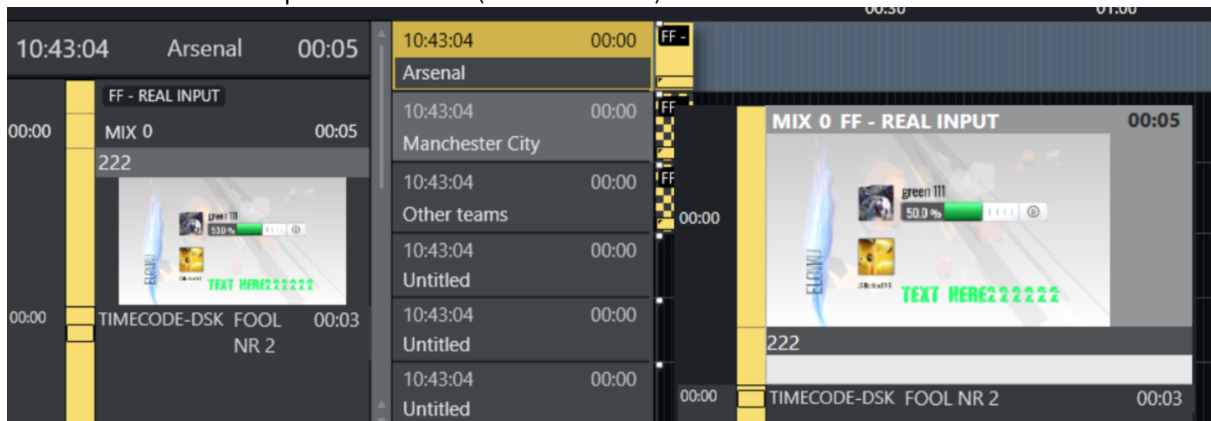 00:30 01:00
10:43:04 Arsenal 00:05
FF - REAL INPUT
00:00 MIX 0 00:05
222
green 111
50.0 %
TEXT HERE222222
00:00 TIMECODE-DSK FOOL NR 2 00:03
10:43:04 00:00
Arsenal
10:43:04 00:00
Manchester City
10:43:04 00:00
Other teams
10:43:04 00:00
Untitled
10:43:04 00:00
Untitled
10:43:04 00:00
Untitled
FF -
FF
FF
MIX 0 FF - REAL INPUT 00:05
00:00
green 111
50.0 %
TEXT HERE222222
222
00:00 TIMECODE-DSK FOOL NR 2 00:03